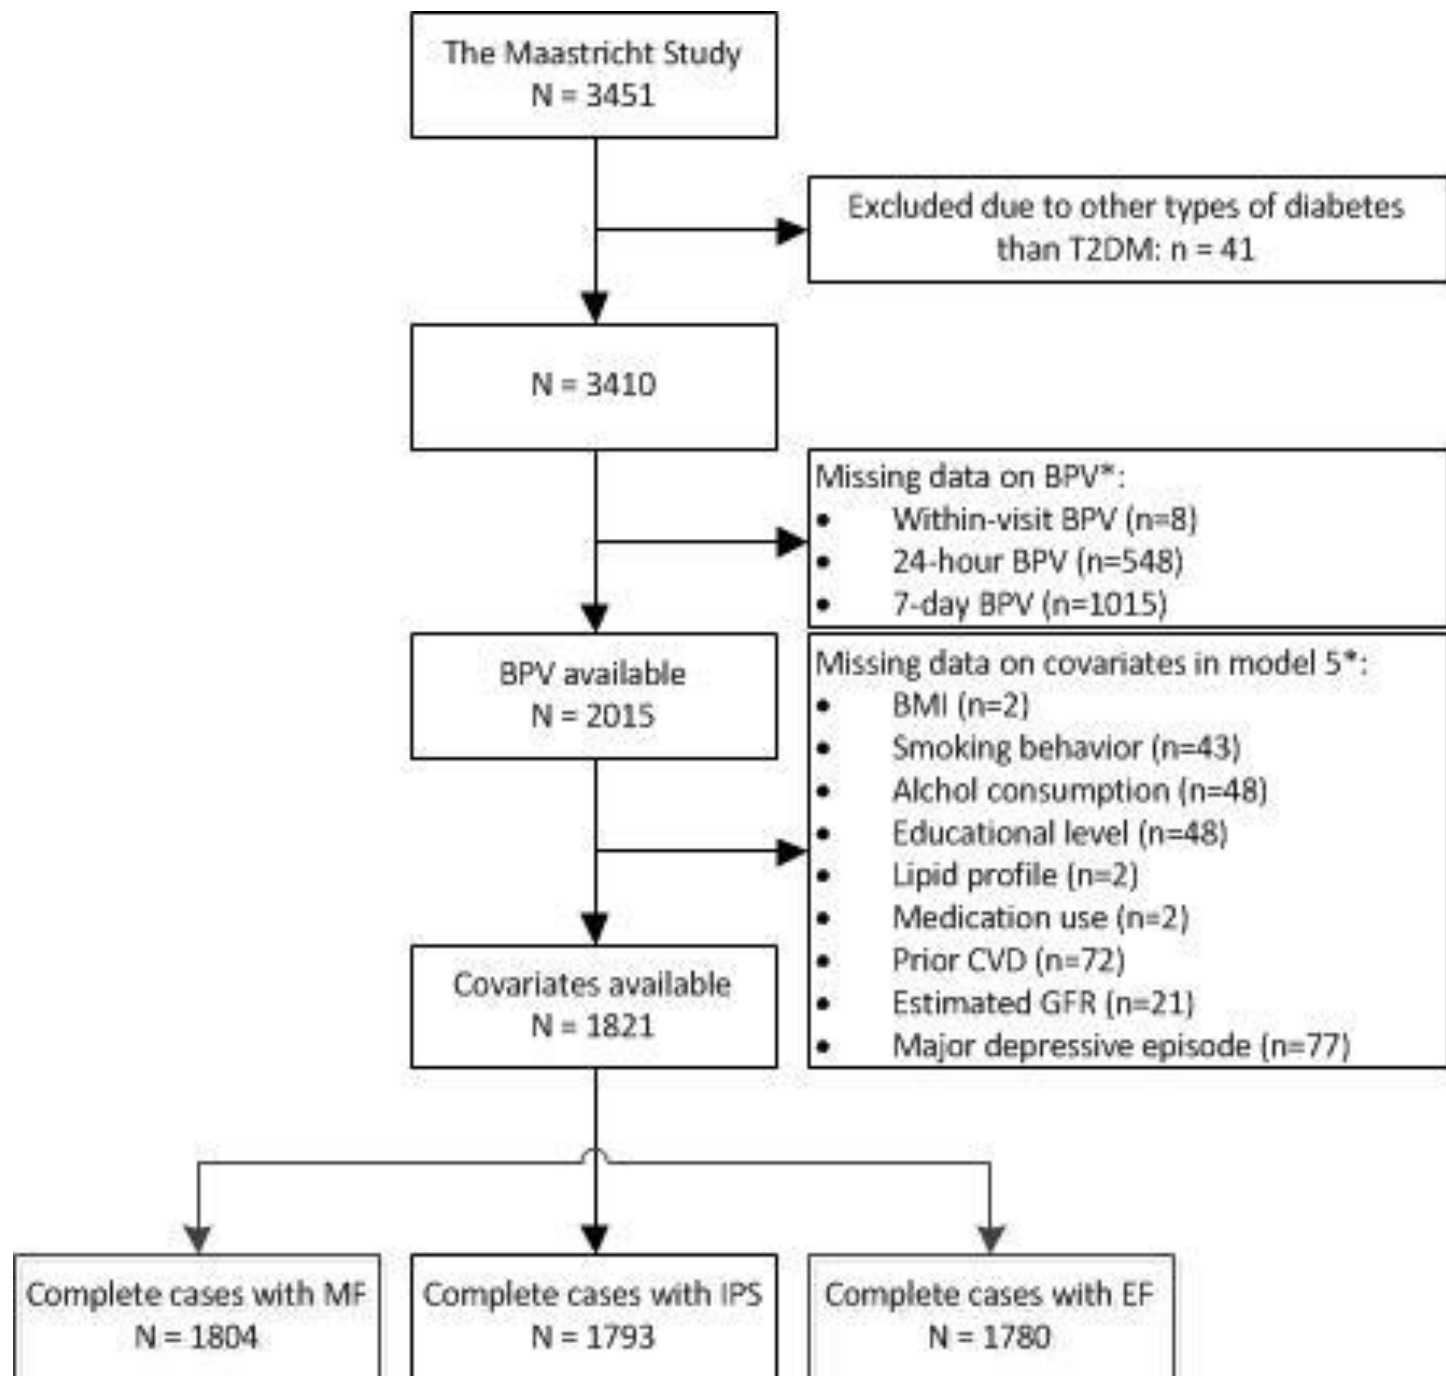 The Maastricht Study
N = 3451
Excluded due to other types of diabetes
than T2DM: n = 41
N = 3410
Missing data on BPV*:
• Within-visit BPV (n=8)
• 24-hour BPV (n=548)
• 7-day BPV (n=1015)
BPV available
N = 2015
Missing data on covariates in model 5*:
• BMI (n=2)
• Smoking behavior (n=43)
• Alchol consumption (n=48)
• Educational level (n=48)
• Lipid profile (n=2)
• Medication use (n=2)
• Prior CVD (n=72)
• Estimated GFR (n=21)
• Major depressive episode (n=77)
Covariates available
N = 1821
Complete cases with MF
N = 1804
Complete cases with IPS
N = 1793
Complete cases with EF
N = 1780